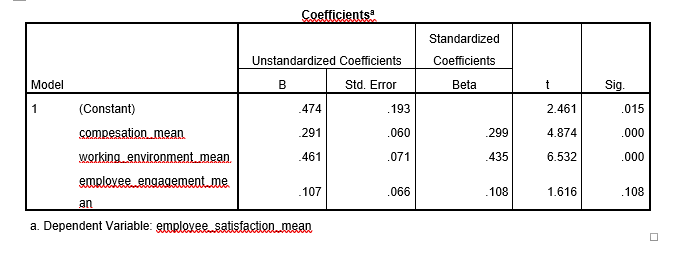 Coefficientsᵃ
Standardized
Unstandardized Coefficients Coefficients
Model B Std. Error Beta t Sig.
1 (Constant) .474 .193 2.461 .015
compesation_mean .291 .060 .299 4.874 .000
working_environment_mean .461 .071 .435 6.532 .000
employee_engagement_me
an .107 .066 .108 1.616 .108
a. Dependent Variable: employee_satisfaction_mean